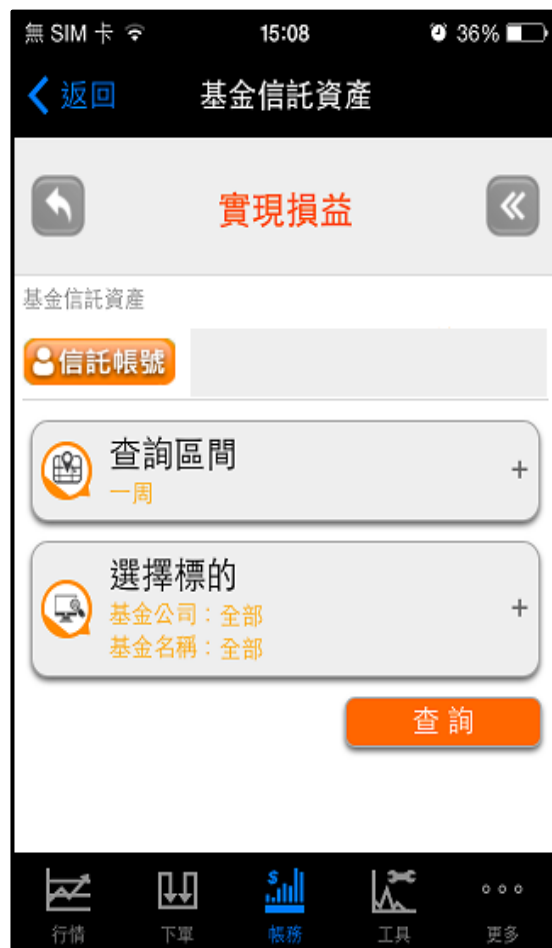 無 SIM 卡 15:08 36%
返回 基金信託資產
實現損益
基金信託資產
信託帳號
查詢區間
一周
+
選擇標的
基金公司：全部
基金名稱：全部
+
查詢
行情 下單 帳務 工具 更多